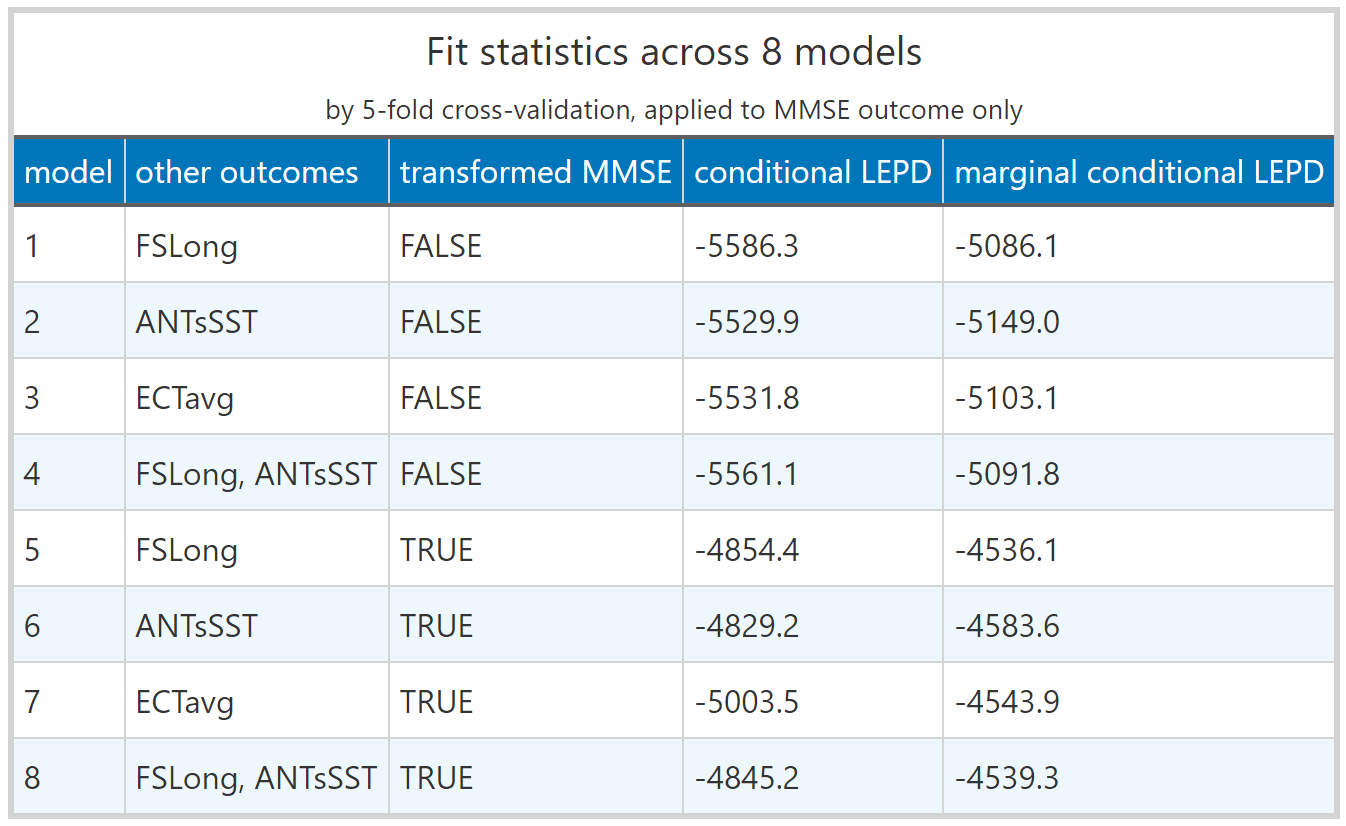 Fit statistics across 8 models
by 5-fold cross-validation, applied to MMSE outcome only
model other outcomes transformed MMSE conditional LEPD marginal conditional LEPD
1 FSLong FALSE -5586.3 -5086.1
2 ANTsSST FALSE -5529.9 -5149.0
3 ECTavg FALSE -5531.8 -5103.1
4 FSLong, ANTsSST FALSE -5561.1 -5091.8
5 FSLong TRUE -4854.4 -4536.1
6 ANTsSST TRUE -4829.2 -4583.6
7 ECTavg TRUE -5003.5 -4543.9
8 FSLong, ANTsSST TRUE -4845.2 -4539.3